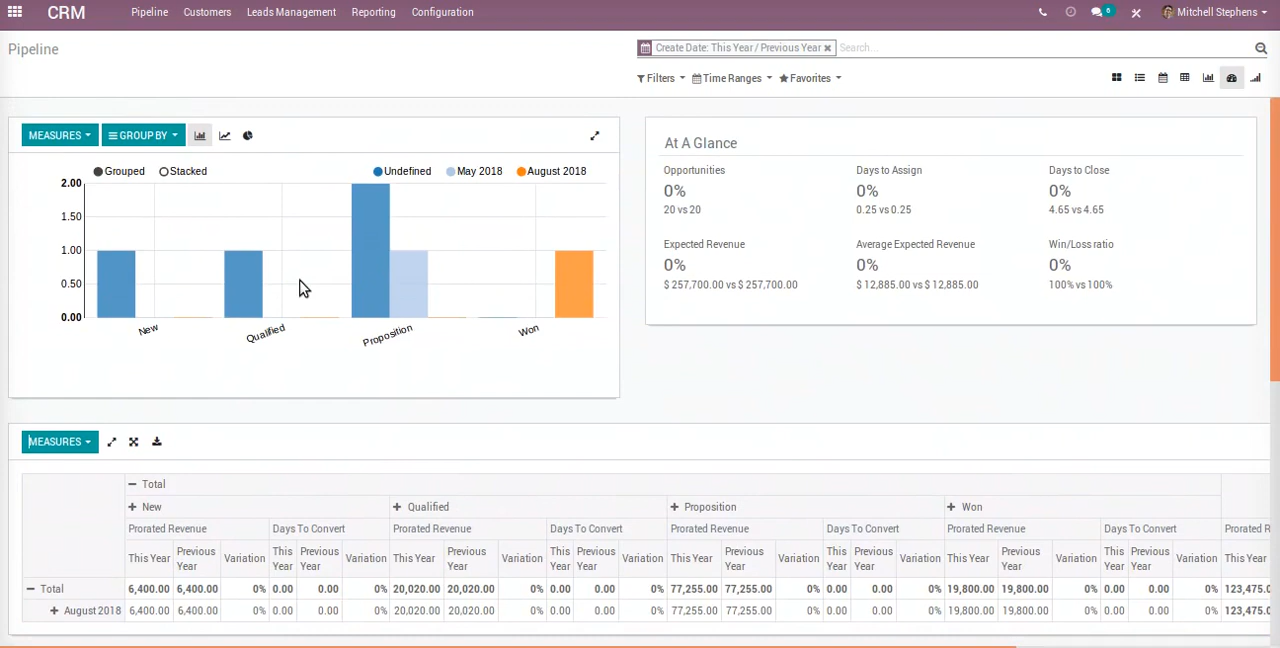 CRM Pipeline Customers Leads Management Reporting Configuration 6 Mitchell Stephens
Pipeline Create Date: This Year / Previous Year Search...
Filters Time Ranges Favorites
MEASURES GROUP BY
Grouped Stacked Undefined May 2018 August 2018
2.00
1.50
1.00
0.50
0.00
New Qualified Proposition Won
At A Glance
Opportunities Days to Assign Days to Close
0% 0% 0%
20 vs 20 0.25 vs 0.25 4.65 vs 4.65
Expected Revenue Average Expected Revenue Win/Loss ratio
0% 0% 0%
$ 257,700.00 vs $ 257,700.00 $ 12,885.00 vs $ 12,885.00 100% vs 100%
MEASURES
Total
New Qualified Proposition Won
Prorated Revenue Days To Convert Prorated Revenue Days To Convert Prorated Revenue Days To Convert Prorated Revenue Days To Convert Prorated R
This Year Previous Year Variation This Year Previous Year Variation This Year Previous Year Variation This Year Previous Year Variation This Year Previous Year Variation This Year Previous Year Variation This Year Previous Year Variation This Year Previous Year Variation This Year
Total 6,400.00 6,400.00 0% 0.00 0.00 0% 20,020.00 20,020.00 0% 0.00 0.00 0% 77,255.00 77,255.00 0% 0.00 0.00 0% 19,800.00 19,800.00 0% 0.00 0.00 0% 123,475.0
August 2018 6,400.00 6,400.00 0% 0.00 0.00 0% 20,020.00 20,020.00 0% 0.00 0.00 0% 77,255.00 77,255.00 0% 0.00 0.00 0% 19,800.00 19,800.00 0% 0.00 0.00 0% 123,475.0